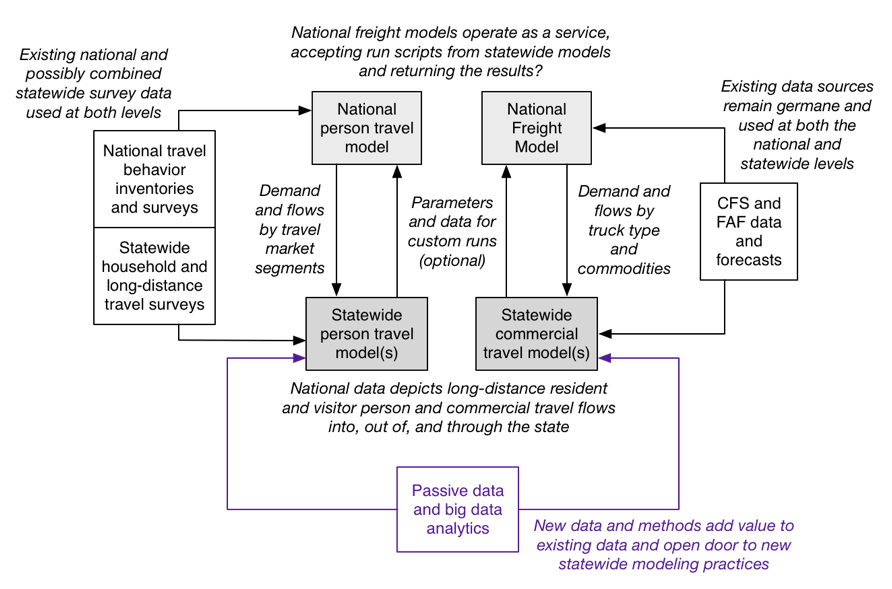 National freight models operate as a service,
accepting run scripts from statewide models
and returning the results?
Existing national and
possibly combined
statewide survey data
used at both levels
Existing data sources
remain germane and
used at both the
national and
statewide levels
National
person travel
model
National
Freight
Model
National travel
behavior
inventories
and surveys
Statewide
household and
long-distance
travel surveys
Demand
and flows
by travel
market
segments
Parameters
and data for
custom runs
(optional)
Demand and
flows by
truck type
and
commodities
CFS and
FAF data
and
forecasts
Statewide
person travel
model(s)
Statewide
commercial
travel model(s)
National data depicts long-distance resident
and visitor person and commercial travel flows
into, out of, and through the state
Passive data
and big data
analytics
New data and methods add value to
existing data and open door to new
statewide modeling practices